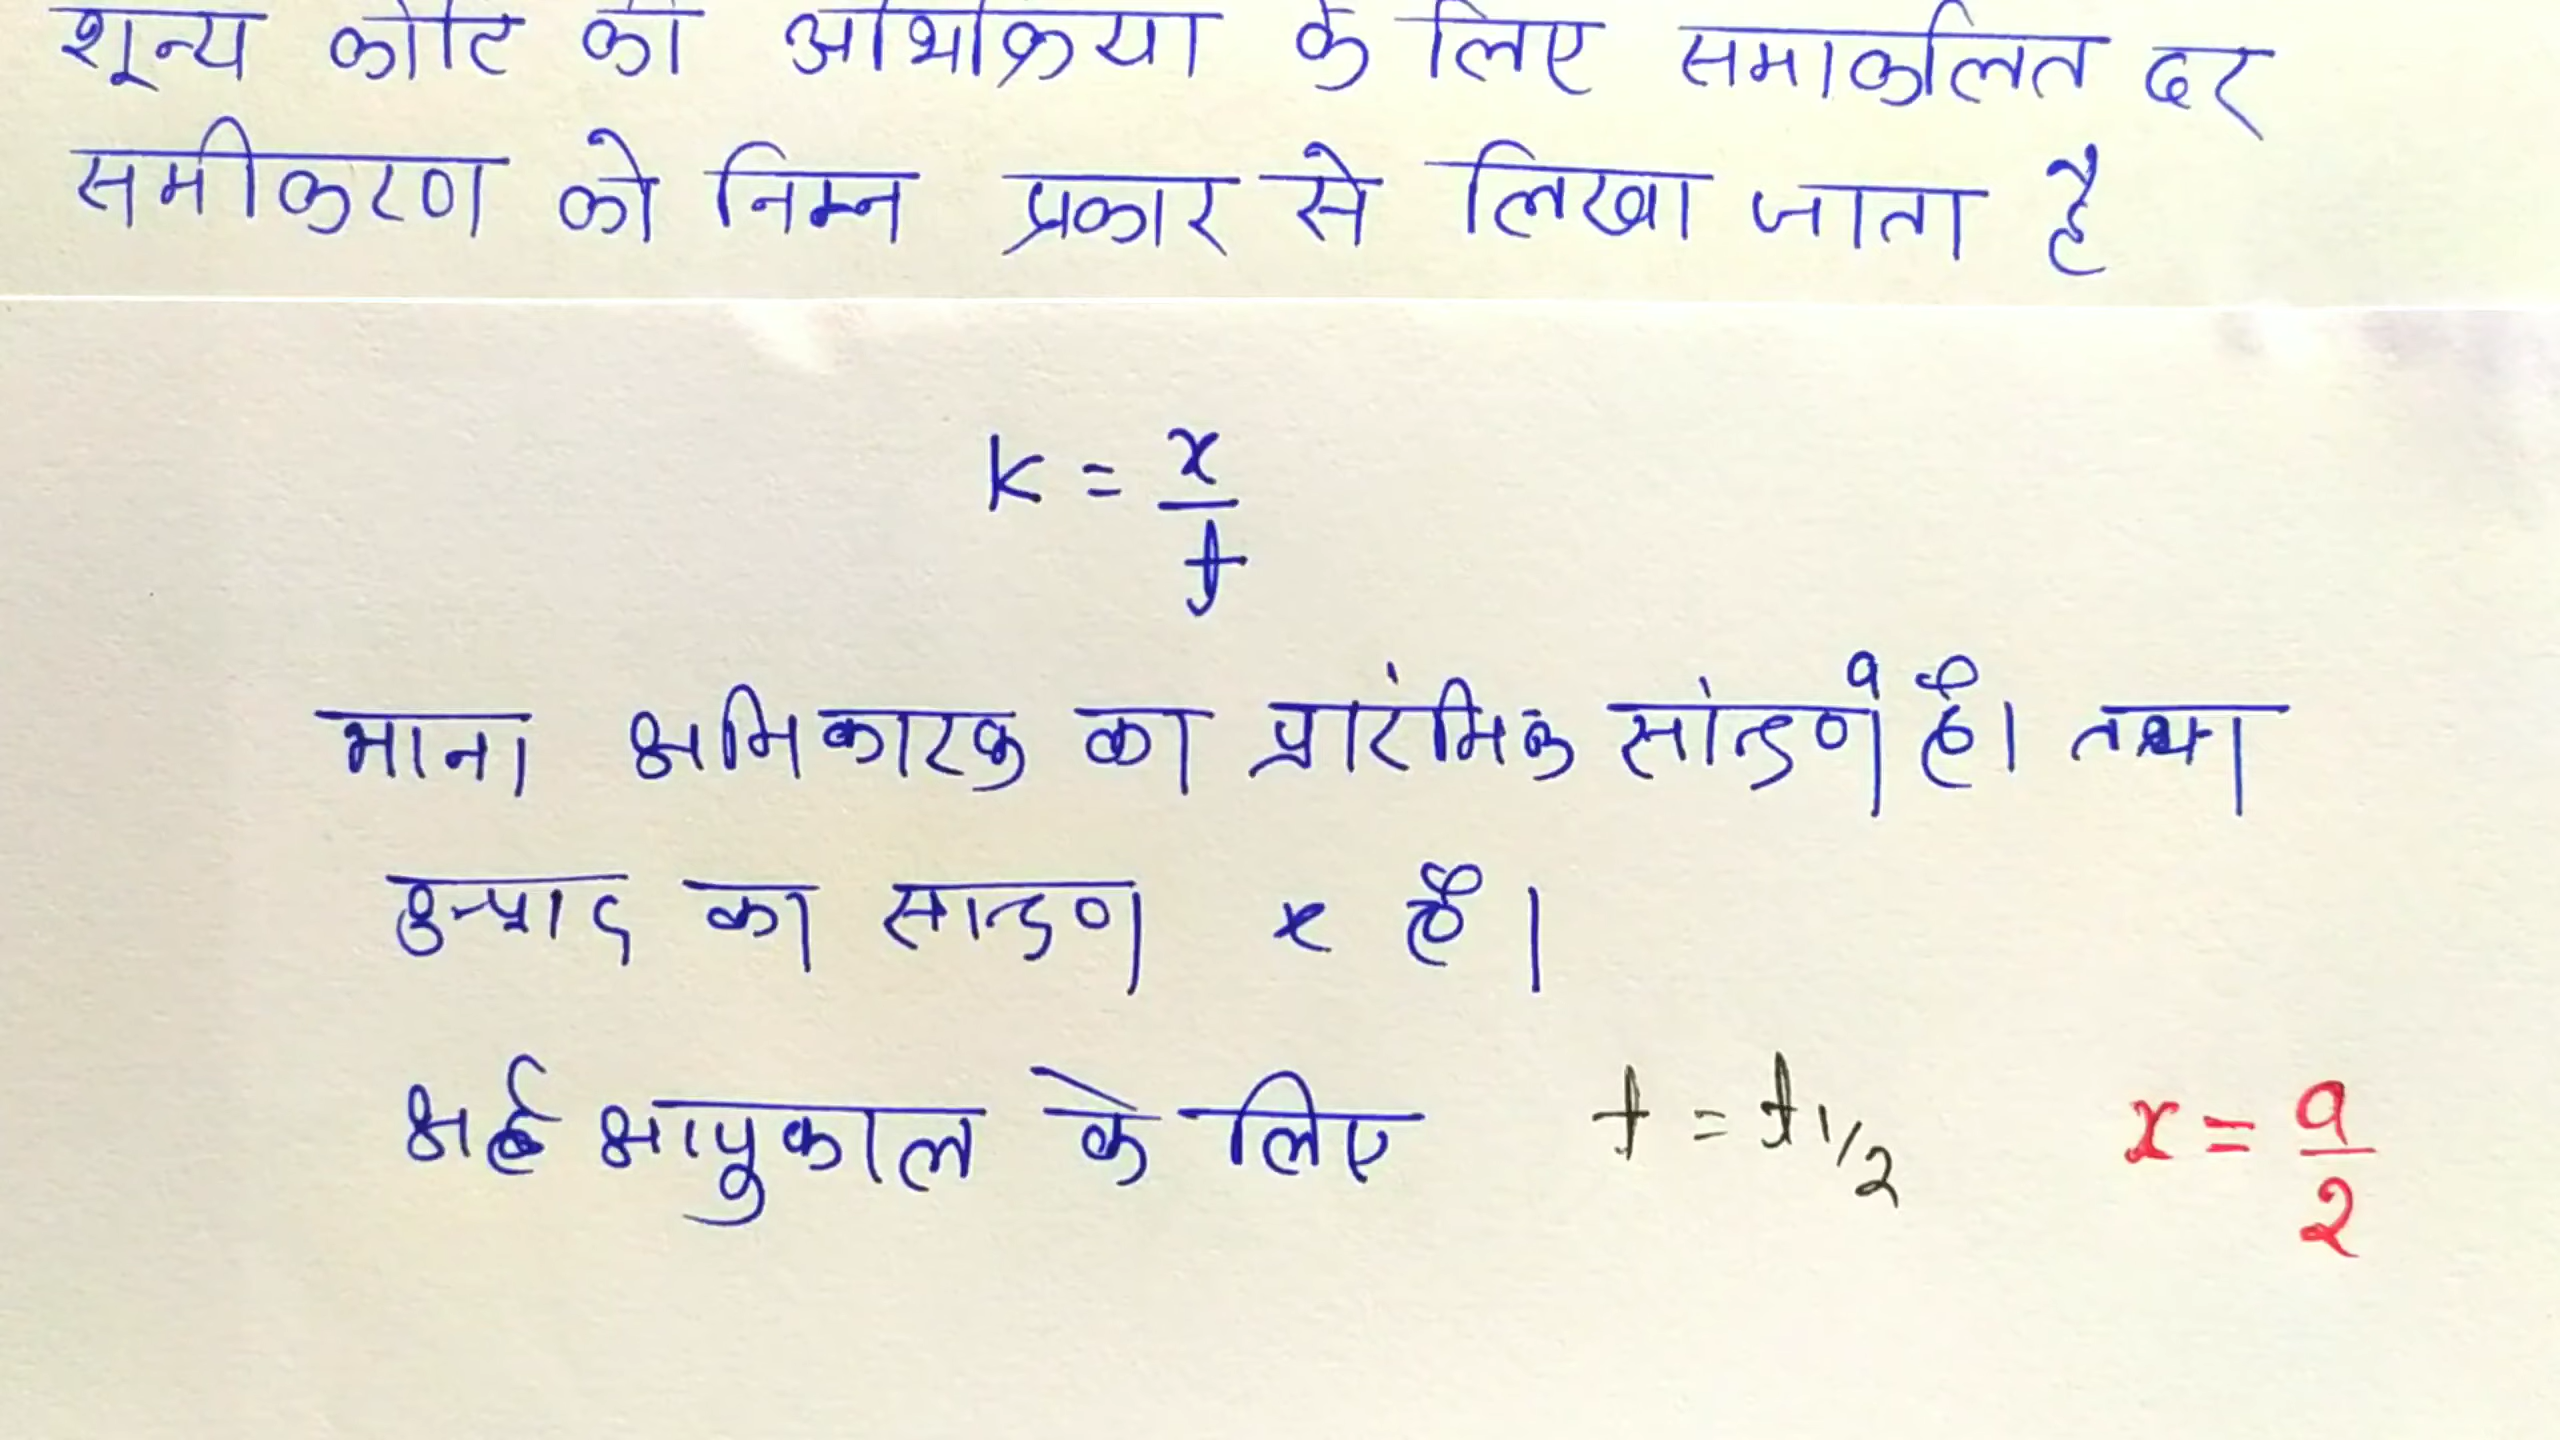 शून्य कोटि की अभिक्रिया के लिए समाकलित दर
समीकरण को निम्न प्रकार से लिखा जाता है
K = x/t
माना अभिकारक का प्रारंभिक सांन्द्रण a है। तथा
उत्पाद का सान्द्रण x है।
अर्द्ध आयुकाल के लिए t = t1/2 x = a/2